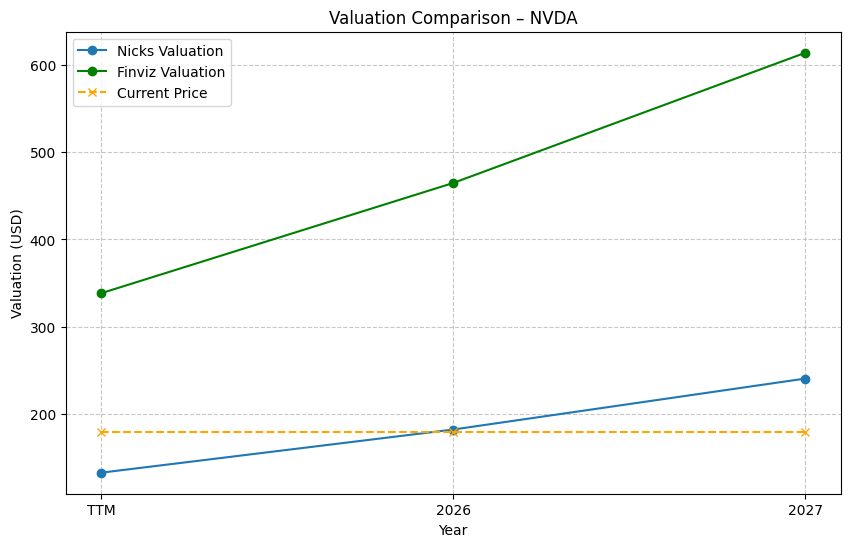 Valuation Comparison – NVDA
Nicks Valuation
Finviz Valuation
Current Price
Valuation (USD)
600
500
400
300
200
TTM
2026
2027
Year